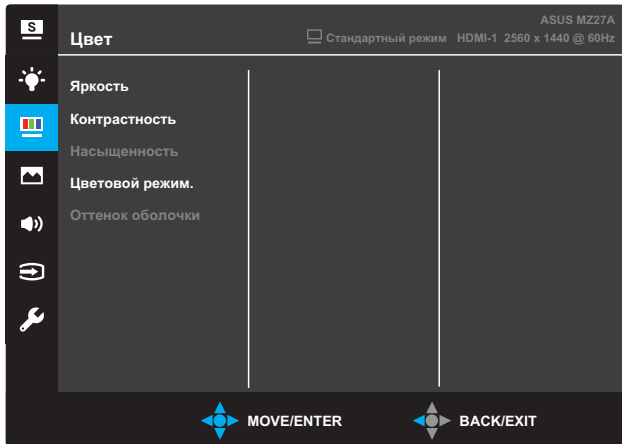 S
ASUS MZ27A
Цвет
Стандартный режим HDMI-1 2560 x 1440 @ 60Hz
Яркость
Контрастность
Насыщенность
Цветовой режим.
Оттенок оболочки
MOVE/ENTER BACK/EXIT